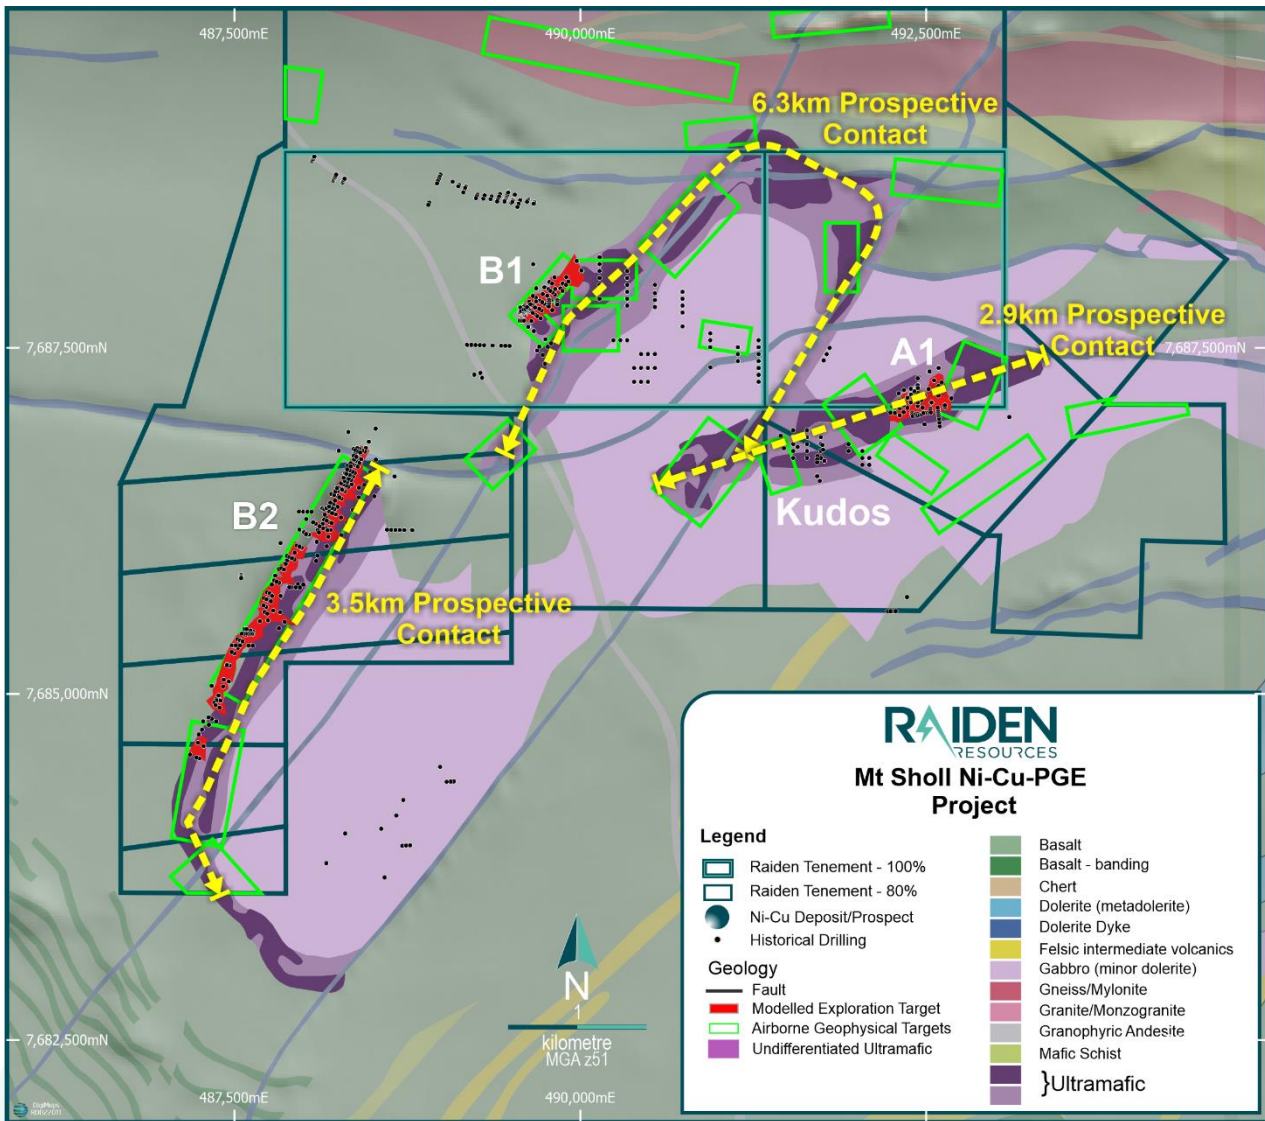 487,500mE
490,000mE
492,500mE
6.3km Prospective
Contact
B1
2.9km Prospective
Contact
A1
7,687,500mN
7,687,500mN
B2
Kudos
3.5km Prospective
Contact
7,685,000mN
RAIDEN
RESOURCES
Mt Sholl Ni-Cu-PGE
Project
Legend
Raiden Tenement - 100%
Raiden Tenement - 80%
Ni-Cu Deposit/Prospect
Historical Drilling
Geology
Fault
Modelled Exploration Target
Airborne Geophysical Targets
Undifferentiated Ultramafic
Basalt
Basalt - banding
Chert
Dolerite (metadolerite)
Dolerite Dyke
Felsic intermediate volcanics
Gabbro (minor dolerite)
Gneiss/Mylonite
Granite/Monzogranite
Granophyric Andesite
Mafic Schist
}Ultramafic
N
1
kilometre
MGA z51
7,682,500mN
487,500mE
490,000mE
DigiMaps